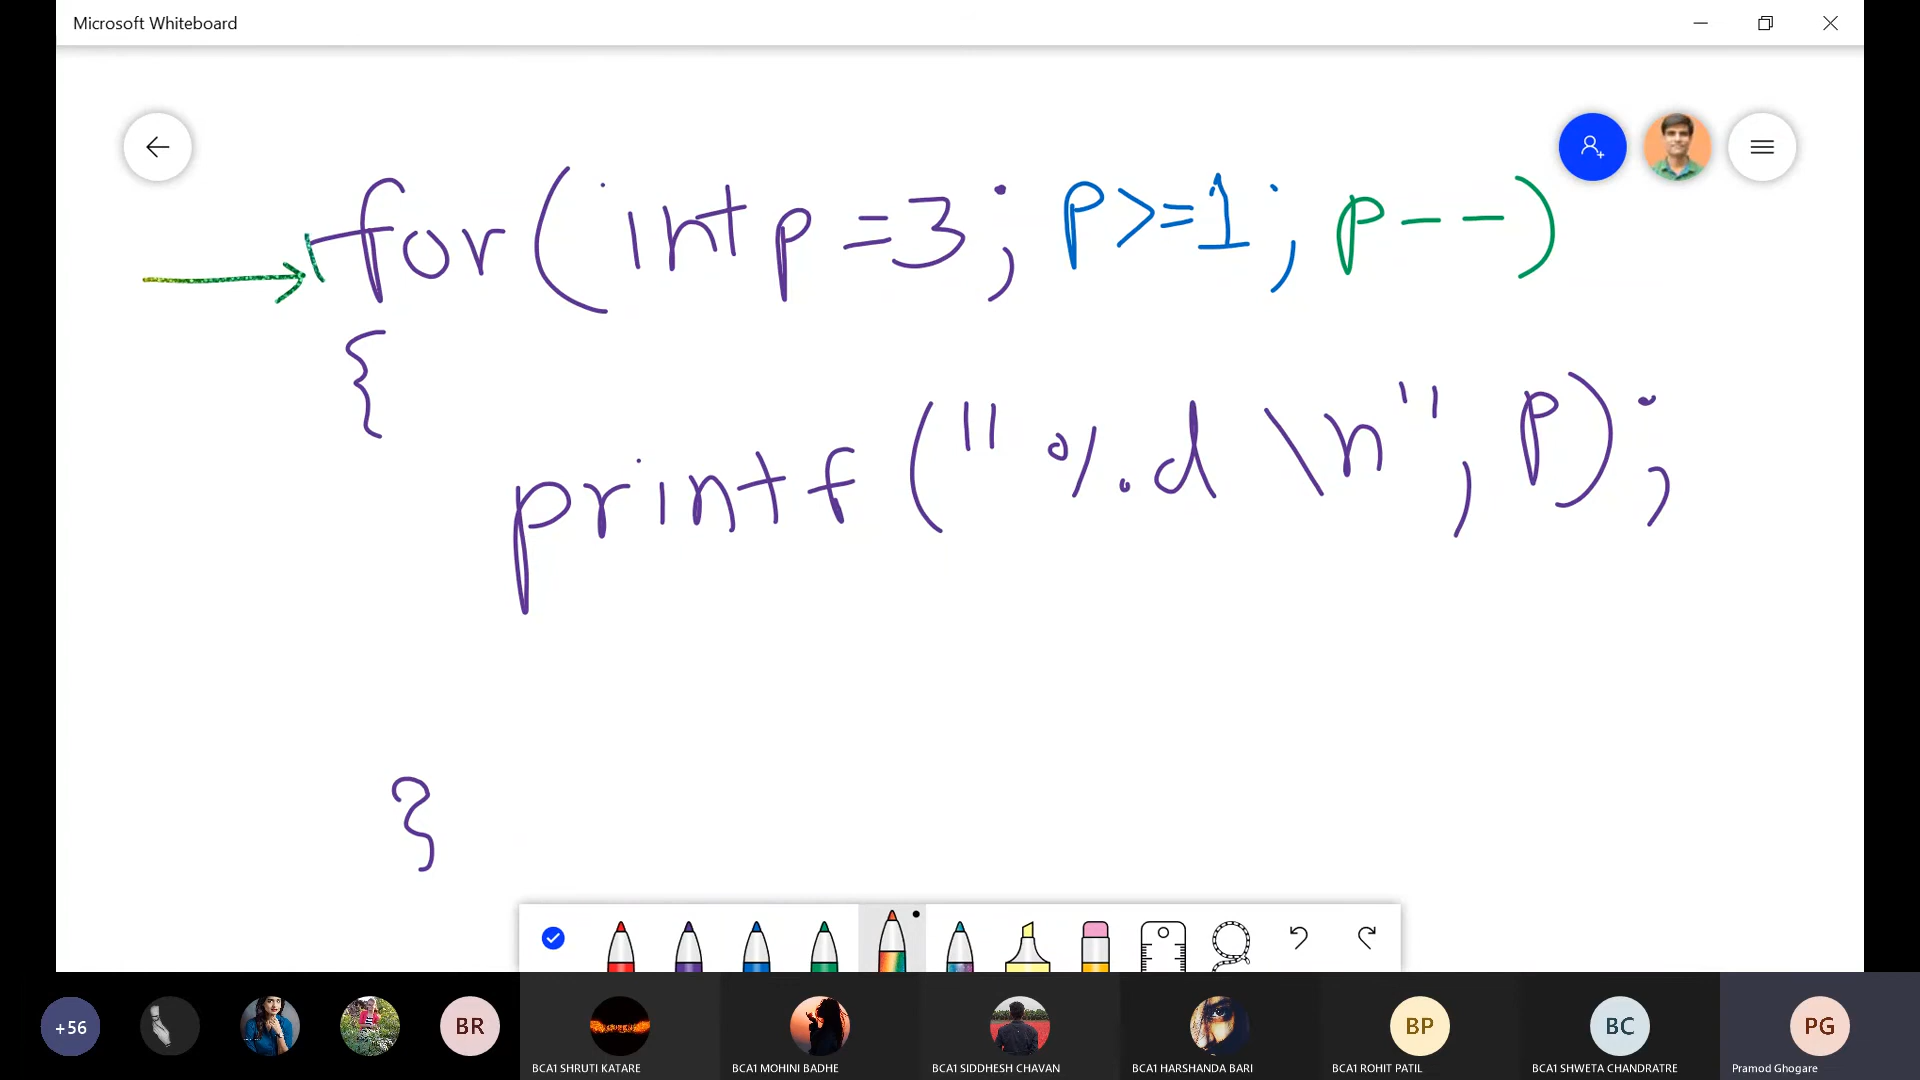 Microsoft Whiteboard
for(int p=3; p>=1; p--)
{
printf("%d \n", p);
}
+56
BR
BCA1 SHRUTI KATARE
BCA1 MOHINI BADHE
BCA1 SIDDHESH CHAVAN
BCA1 HARSHANDA BARI
BP
BCA1 ROHIT PATIL
BC
BCA1 SHWETA CHANDRATRE
PG
Pramod Ghogare